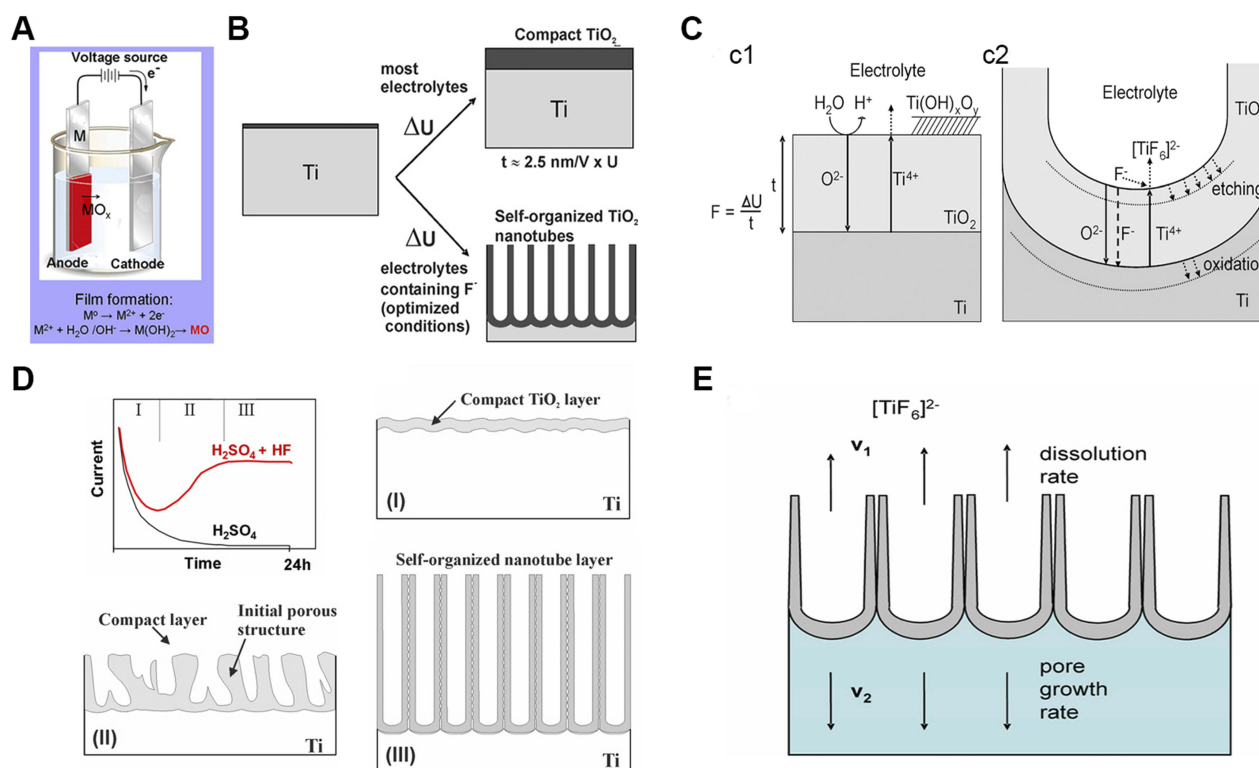 A
Voltage source
e⁻
M
MOₓ
Anode Cathode
Film formation:
Mº → M²⁺ + 2e⁻
M²⁺ + H₂O /OH⁻ → M(OH)₂→ MO
B
Ti
most
electrolytes
ΔU
ΔU
electrolytes
containing F⁻
(optimized
conditions)
Compact TiO₂
Ti
t ≈ 2.5 nm/V x U
Self-organized TiO₂
nanotubes
C
c1
Electrolyte
H₂O H⁺ Ti(OH)ₓOᵧ
t
O²⁻ Ti⁴⁺
F = ΔU/t
TiO₂
Ti
c2
Electrolyte
TiO
[TiF₆]²⁻
F⁻
etching
O²⁻ F⁻ Ti⁴⁺
oxidation
Ti
D
I II III
H₂SO₄ + HF
Current
H₂SO₄
Time 24h
Compact TiO₂ layer
(I) Ti
Compact layer
Initial porous
structure
(II) Ti
Self-organized nanotube layer
(III) Ti
E
[TiF₆]²⁻
v₁
dissolution
rate
v₂
pore
growth
rate